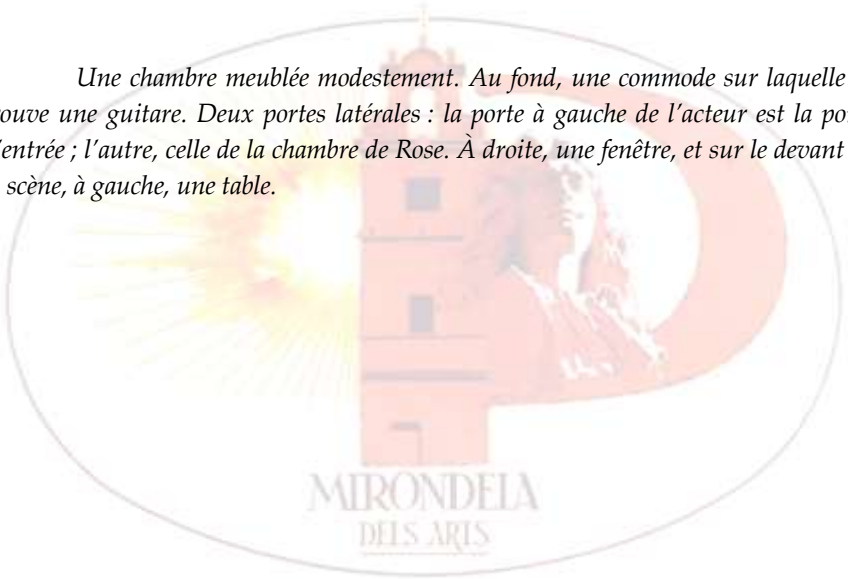 Une chambre meublée modestement. Au fond, une commode sur laquelle
rouve une guitare. Deux portes latérales : la porte à gauche de l’acteur est la
’entrée ; l’autre, celle de la chambre de Rose. À droite, une fenêtre, et sur le devant
scène, à gauche, une table.
MIRONDELA
DELS ARTS